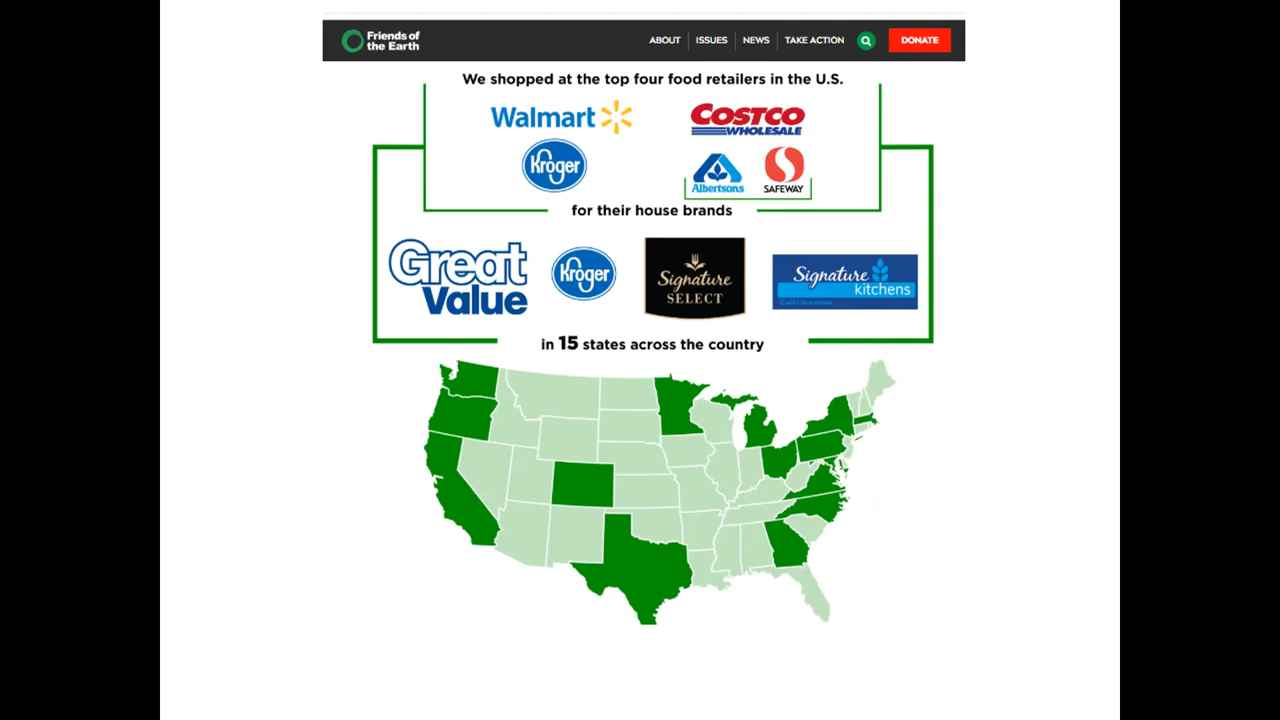 Friends of
the Earth
ABOUT ISSUES NEWS TAKE ACTION DONATE
We shopped at the top four food retailers in the U.S.
Walmart COSTCO
WHOLESALE
Kroger Albertsons SAFEWAY
for their house brands
Great
Value
Kroger
Signature
SELECT
Signature
kitchens
Quality Guaranteed
in 15 states across the country